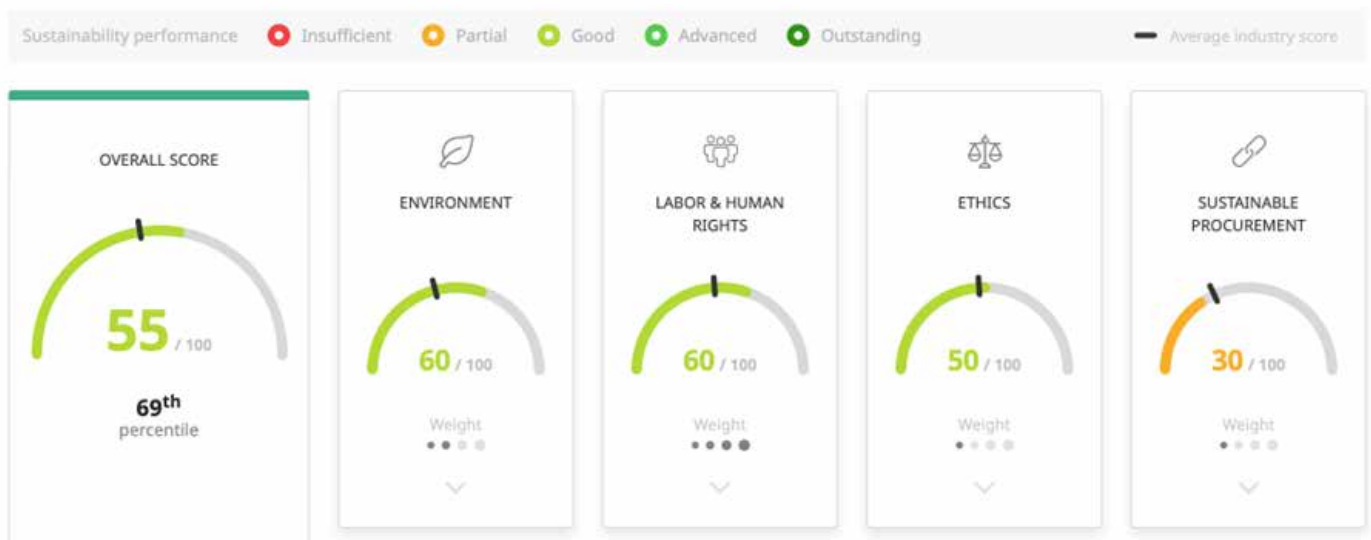 Sustainability performance Insufficient Partial Good Advanced Outstanding Average industry score
OVERALL SCORE
55 / 100
69th
percentile
ENVIRONMENT
60 / 100
Weight
LABOR & HUMAN
RIGHTS
60 / 100
Weight
ETHICS
50 / 100
Weight
SUSTAINABLE
PROCUREMENT
30 / 100
Weight